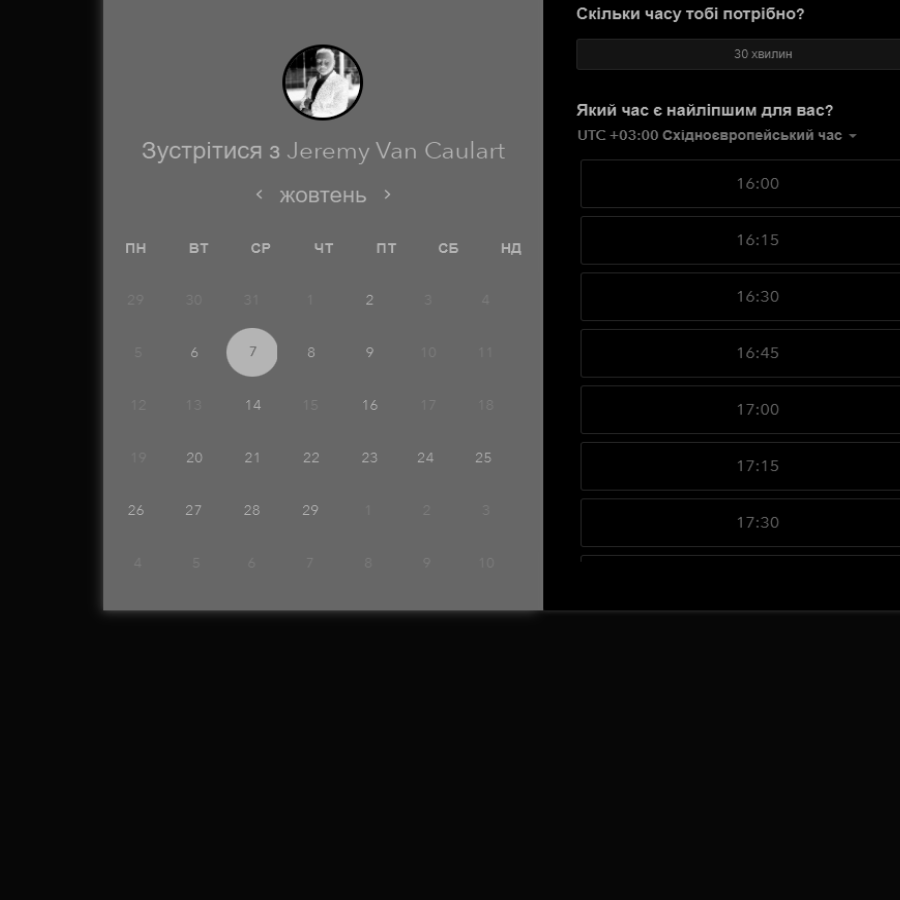 Зустрітися з Jeremy Van Caulart
жовтень
ПН ВТ СР ЧТ ПТ СБ НД
29 30 31 1 2 3 4
5 6 7 8 9 10 11
12 13 14 15 16 17 18
19 20 21 22 23 24 25
26 27 28 29 1 2 3
4 5 6 7 8 9 10
Скільки часу тобі потрібно?
30 хвилин
Який час є найліпшим для вас?
UTC +03:00 Східноєвропейський час
16:00
16:15
16:30
16:45
17:00
17:15
17:30